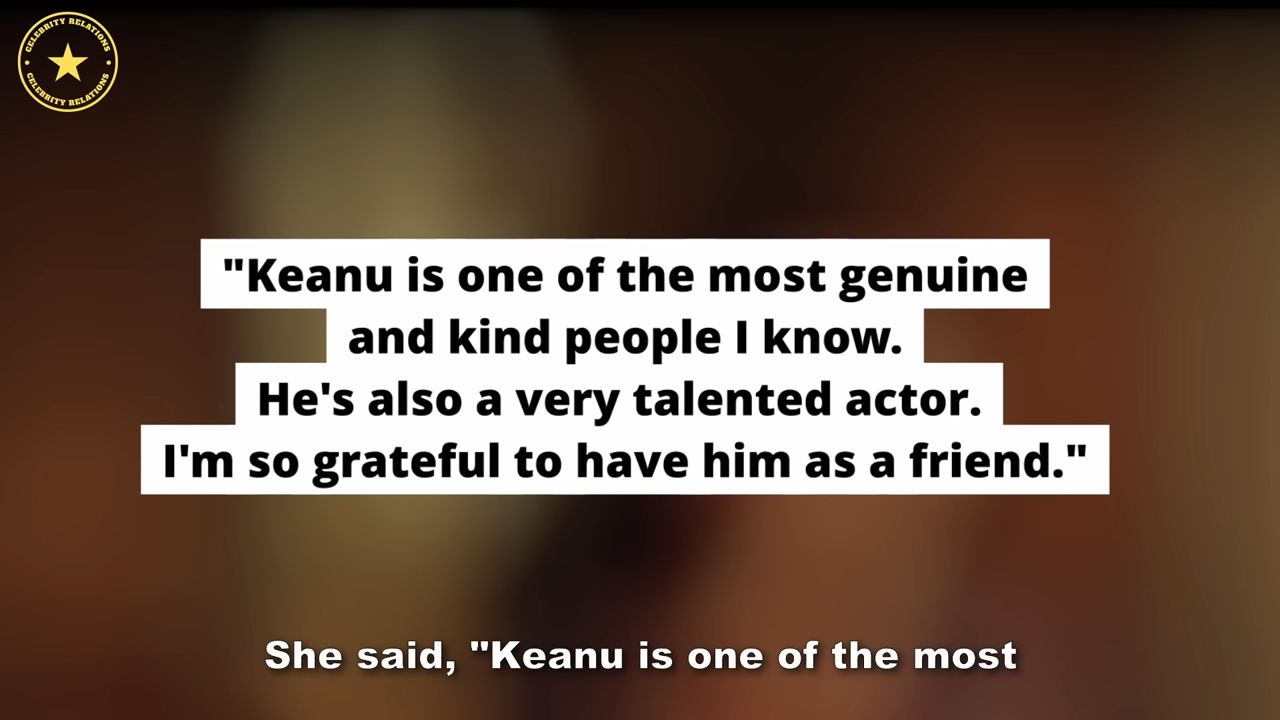 CELEBRITY RELATIONS
CELEBRITY RELATIONS
"Keanu is one of the most genuine
and kind people I know.
He's also a very talented actor.
I'm so grateful to have him as a friend."
She said, "Keanu is one of the most